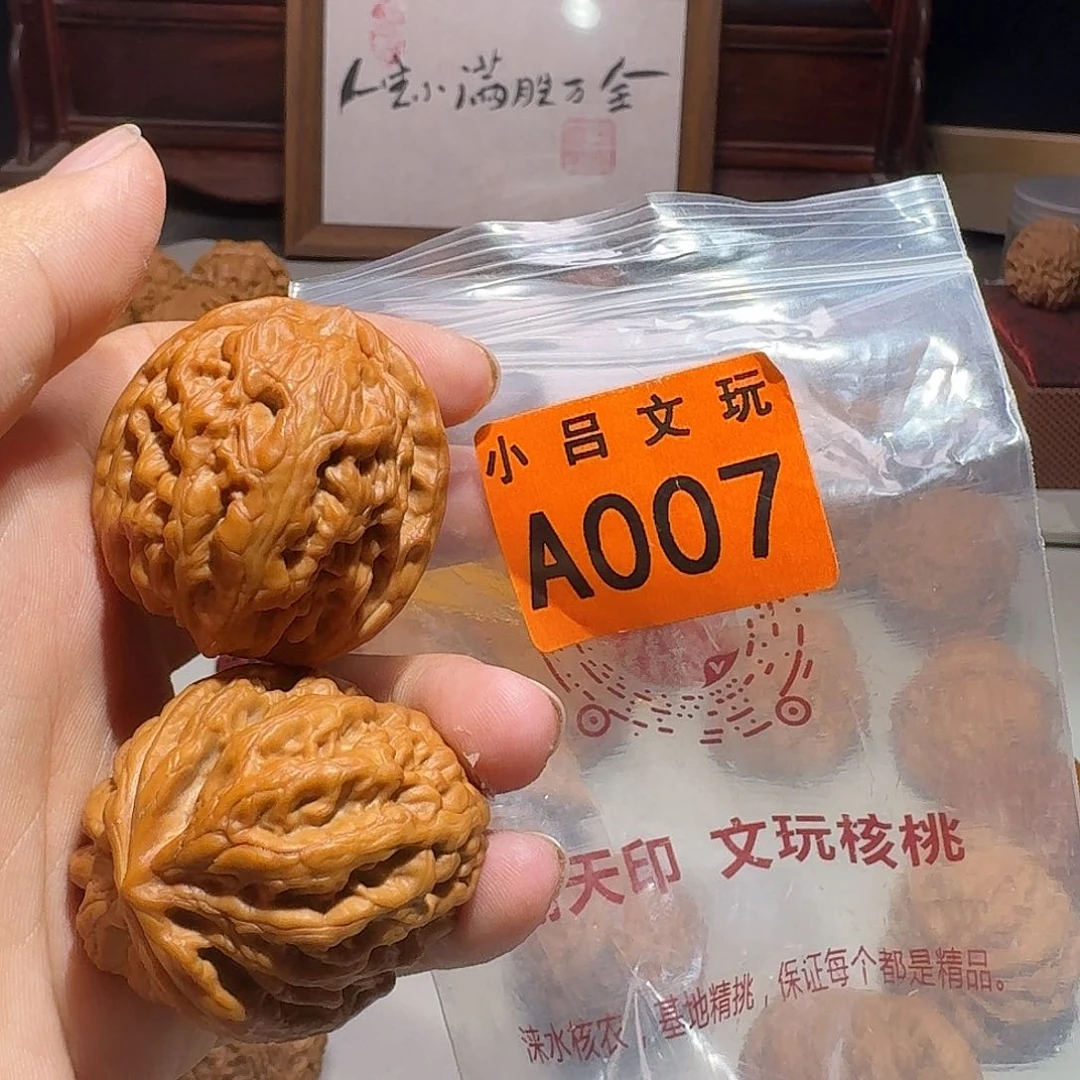 人生小满胜万全
小吕文玩
A007
天印 文玩核桃
涞水核农，基地精挑，保证每个都是精品。